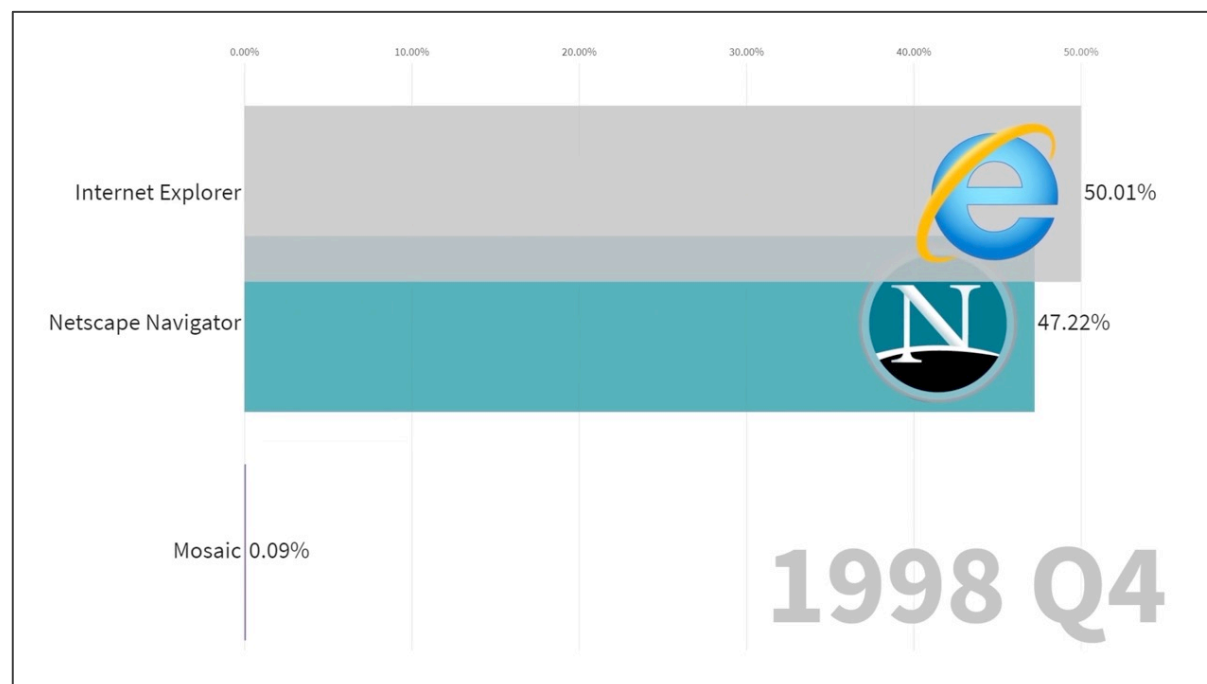 0.00% 10.00% 20.00% 30.00% 40.00% 50.00%
Internet Explorer 50.01%
Netscape Navigator N 47.22%
Mosaic 0.09%
1998 Q4